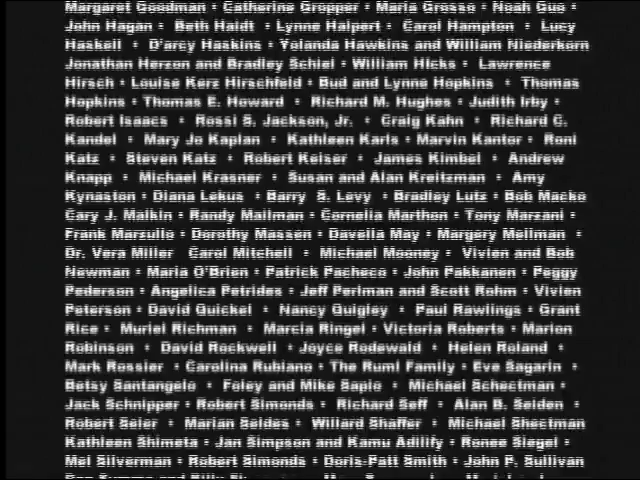 Margaret Goodman • Catherine Gropper • Maria Grosso • Noah Guo •
John Hagan • Beth Haidt • Lynne Halpert • Carol Hampton • Lucy
Haskell • D'arcy Haskins • Yolanda Hawkins and William Niederkorn
Jonathan Herzon and Bradley Schiel • William Hicks • Lawrence
Hirsch • Louise Kerz Hirschfeld • Bud and Lynne Hopkins • Thomas
Hopkins • Thomas E. Howard • Richard M. Hughes • Judith Irby •
Robert Isaacs • Rossi S. Jackson, Jr. • Craig Kahn • Richard C.
Kandel • Mary Jo Kaplan • Kathleen Karls • Marvin Kantor • Roni
Katz • Steven Katz • Robert Keiser • James Kimbel • Andrew
Knapp • Michael Krasner • Susan and Alan Kreitzman • Amy
Kynaston • Diana Lekus • Barry S. Levy • Bradley Lutz • Bob Macko
Cary J. Malkin • Randy Mailman • Cornelia Marthon • Tony Marzani •
Frank Marzullo • Dorothy Massen • Davella May • Margery Mellman •
Dr. Vera Miller Carol Mitchell • Michael Mooney • Vivien and Bob
Newman • Maria O'Brien • Patrick Pacheco • John Pakkanen • Peggy
Pederson • Angelica Petrides • Jeff Perlman and Scott Rohm • Vivien
Peterson • David Quickel • Nancy Quigley • Paul Rawlings • Grant
Rice • Muriel Richman • Marcia Ringel • Victoria Roberts • Marion
Robinson • David Rockwell • Joyce Rodewald • Helen Roland •
Mark Rossier • Carolina Rubiano • The Ruml Family • Eve Sagarin •
Betsy Santangelo • Foley and Mike Sapio • Michael Schectman •
Jack Schnipper • Robert Simonds • Richard Seff • Alan B. Seiden •
Robert Seler • Marian Seldes • Willard Shaffer • Michael Shectman
Kathleen Shimeta • Jan Simpson and Kamu Adilify • Ronee Siegel •
Mel Silverman • Robert Simonds • Doris-Patt Smith • John P. Sullivan